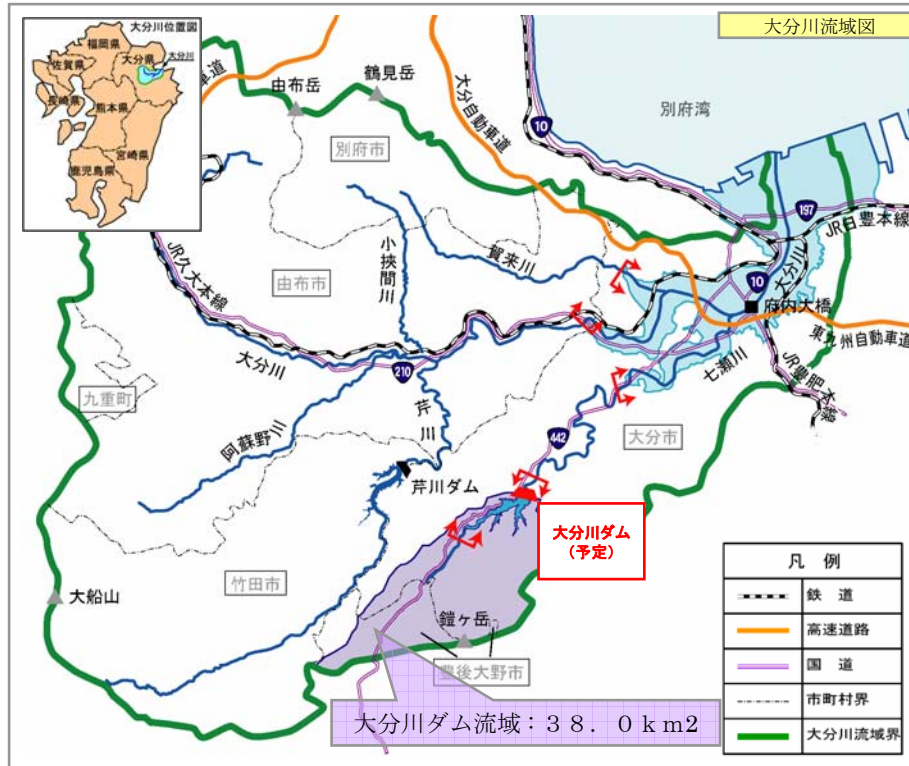 大分川流域図
大分川位置図
福岡県
大分県
大分川
佐賀県
長崎県
熊本県
宮崎県
鹿児島県
車道
由布岳
鶴見岳
大分自動車道
10
別府湾
別府市
197
JR日豊本線
小挾間川
賀来川
大分川
10
由布市
JR久大本線
府内大橋
東九州自動車道
大分川
210
七瀬川
JR豊肥本線
九重町
芹川
阿蘇野川
442
大分市
芹川ダム
大分川ダム
(予定)
竹田市
大船山
鎧ヶ岳
豊後大野市
大分川ダム流域:38.0km2
凡 例
鉄 道
高速道路
国 道
市町村界
大分川流域界